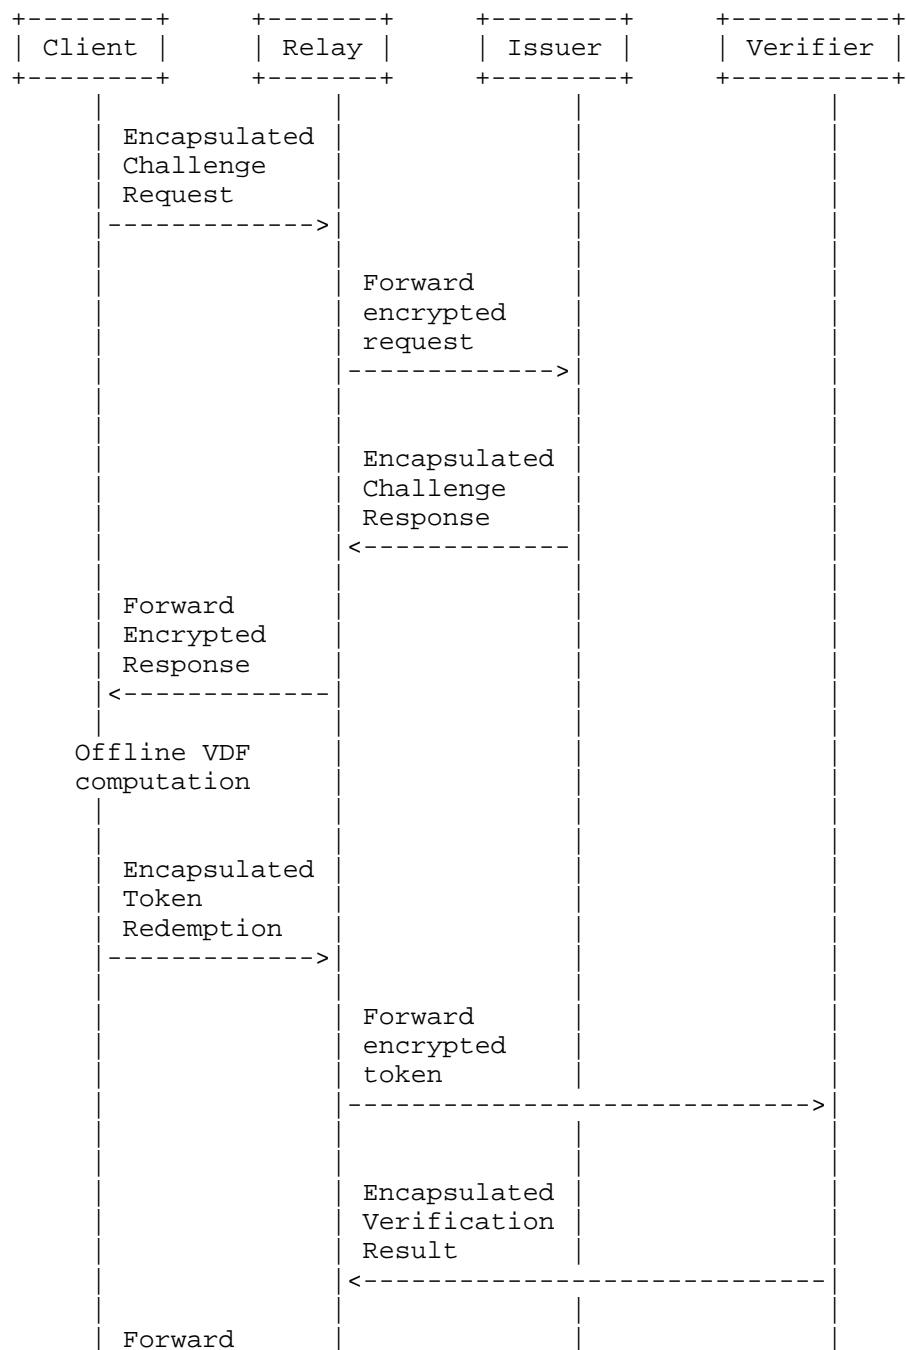 Client Relay Issuer Verifier
Encapsulated
Challenge
Request
Forward
encrypted
request
Encapsulated
Challenge
Response
Forward
Encrypted
Response
Offline VDF
computation
Encapsulated
Token
Redemption
Forward
encrypted
token
Encapsulated
Verification
Result
Forward